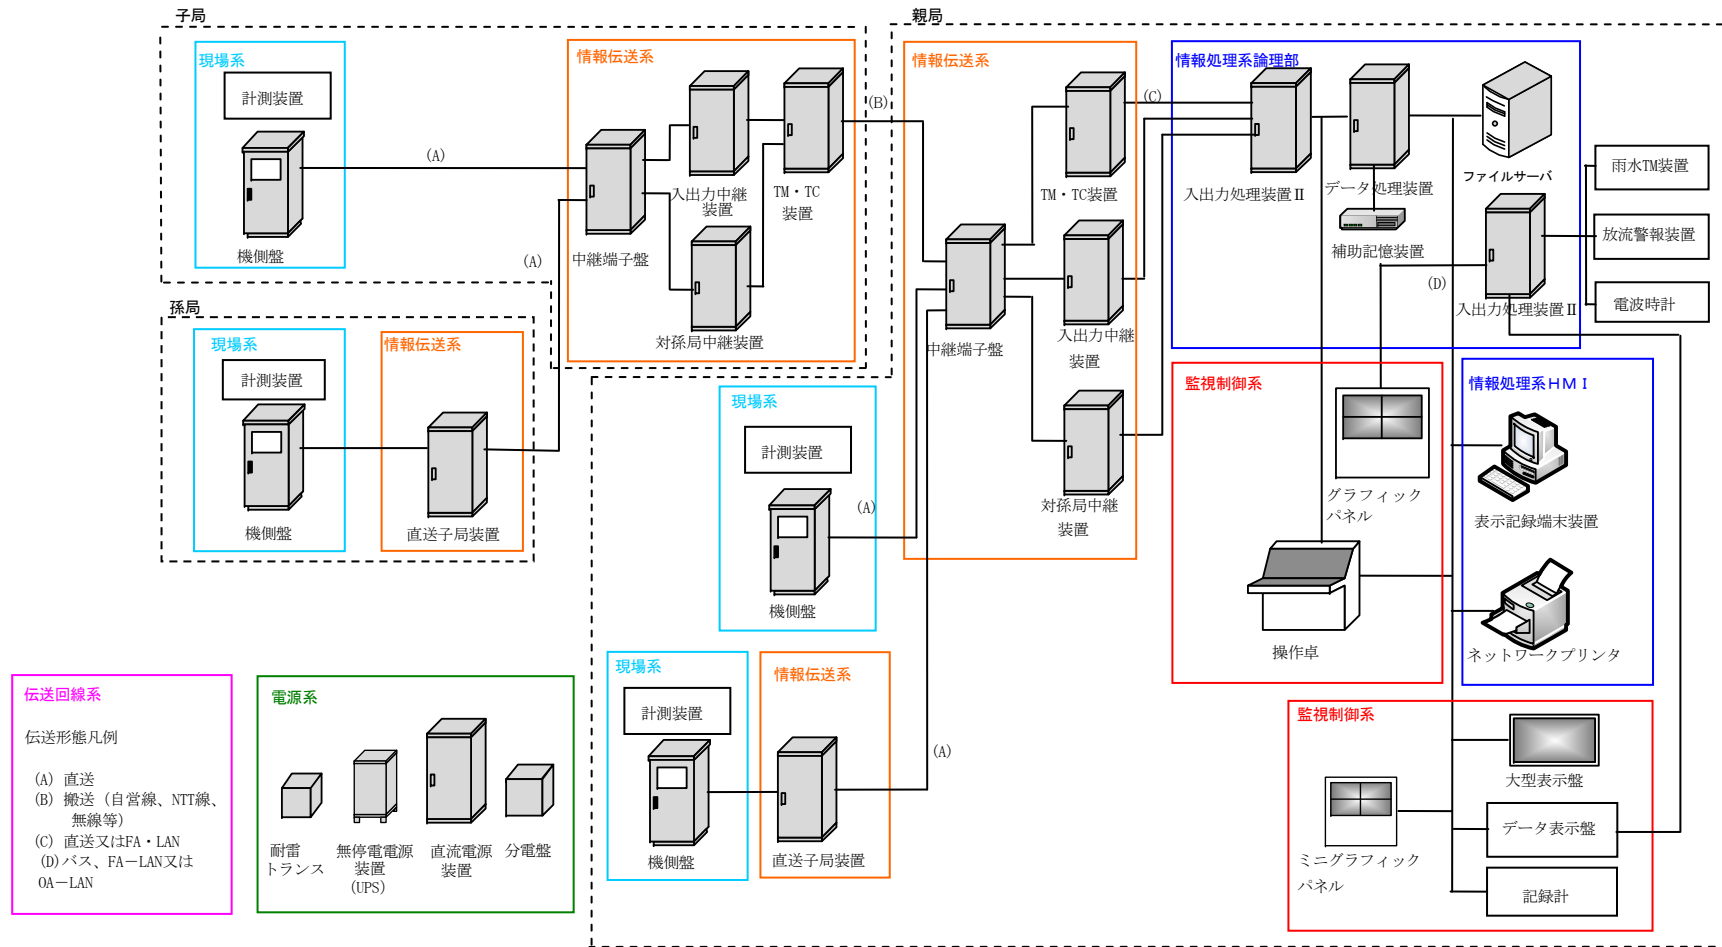 子局
現場系
計測装置
機側盤
(A)
情報伝送系
中継端子盤
入出力中継
装置
TM・TC
装置
対孫局中継装置
(A)
(B)
孫局
現場系
計測装置
機側盤
情報伝送系
直送子局装置
親局
情報伝送系
TM・TC装置
中継端子盤
入出力中継
装置
対孫局中継
装置
(C)
情報処理系論理部
入出力処理装置Ⅱ
データ処理装置
補助記憶装置
ファイルサーバ
入出力処理装置Ⅱ
(D)
雨水TM装置
放流警報装置
電波時計
現場系
計測装置
機側盤
(A)
監視制御系
グラフィック
パネル
操作卓
情報処理系HMI
表示記録端末装置
ネットワークプリンタ
現場系
計測装置
機側盤
情報伝送系
直送子局装置
(A)
監視制御系
大型表示盤
ミニグラフィック
パネル
データ表示盤
記録計
伝送回線系
伝送形態凡例
(A) 直送
(B) 搬送（自営線、NTT線、
無線等）
(C) 直送又はFA・LAN
(D)バス、FA－LAN又は
OA－LAN
電源系
耐雷
トランス
無停電電源
装置
(UPS)
直流電源
装置
分電盤